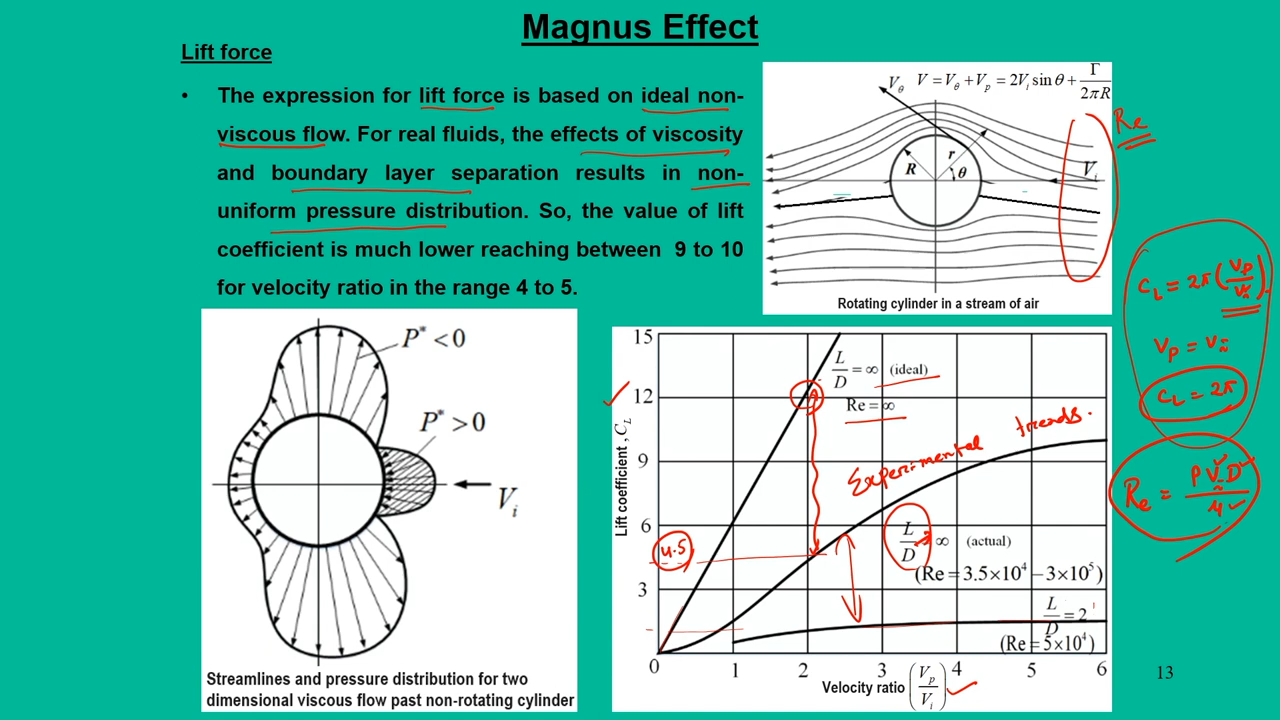 Magnus Effect
Lift force
• The expression for lift force is based on ideal non-
viscous flow. For real fluids, the effects of viscosity
and boundary layer separation results in non-
uniform pressure distribution. So, the value of lift
coefficient is much lower reaching between 9 to 10
for velocity ratio in the range 4 to 5.
Vθ V = Vθ + Vp = 2Vi sin θ + Γ/2πR
R r θ Vi
Re
Rotating cylinder in a stream of air
CL = 2π (Vp/V∞)
Vp = V∞
CL = 2π
Re = ρV∞D/μ
P* < 0
P* > 0
Vi
Streamlines and pressure distribution for two
dimensional viscous flow past non-rotating cylinder
Lift coefficient, CL
15
12
9
6
3
0 1 2 3 4 5 6
L/D = ∞ (ideal)
Re = ∞
Experimental trends.
4.5
L/D → ∞ (actual)
(Re = 3.5×10⁴ – 3×10⁵)
L/D = 2
(Re = 5×10⁴)
Velocity ratio (Vp/Vi)
13